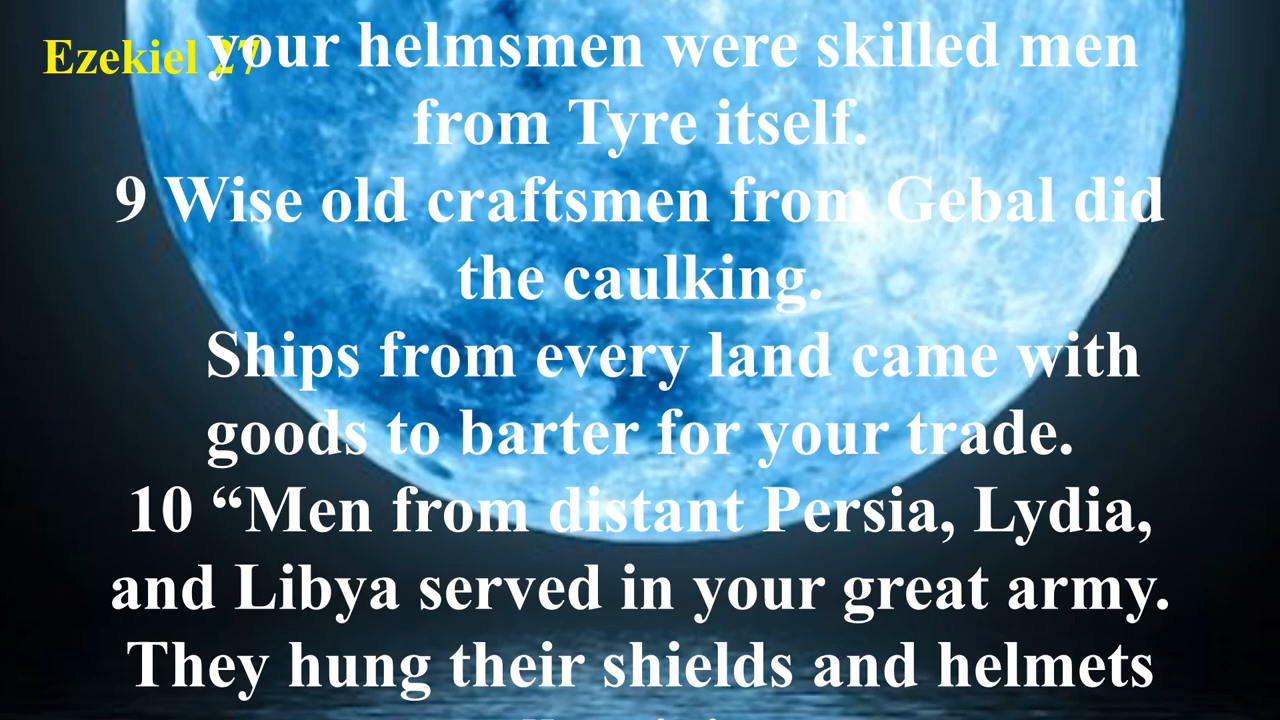 Ezekiel 27
your helmsmen were skilled men
from Tyre itself.
9 Wise old craftsmen from Gebal did
the caulking.
Ships from every land came with
goods to barter for your trade.
10 “Men from distant Persia, Lydia,
and Libya served in your great army.
They hung their shields and helmets